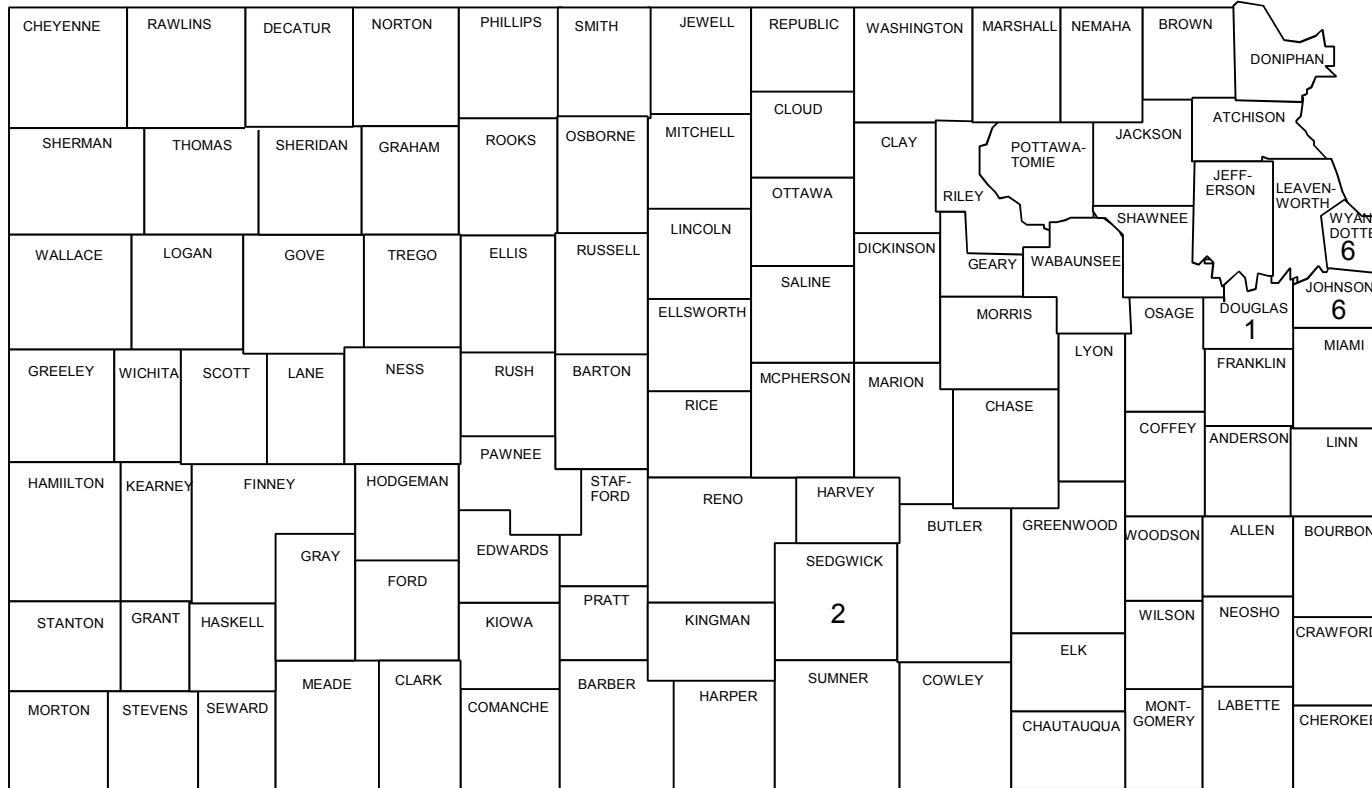 CHEYENNE
RAWLINS
DECATUR
NORTON
PHILLIPS
SMITH
JEWELL
REPUBLIC
WASHINGTON
MARSHALL
NEMAHA
BROWN
DONIPHAN
SHERMAN
THOMAS
SHERIDAN
GRAHAM
ROOKS
OSBORNE
MITCHELL
CLOUD
CLAY
RILEY
POTTAWA-
TOMIE
JACKSON
ATCHISON
JEFF-
ERSON
LEAVEN-
WORTH
WYAN
DOTTE
6
WALLACE
LOGAN
GOVE
TREGO
ELLIS
RUSSELL
LINCOLN
OTTAWA
SALINE
DICKINSON
GEARY
WABAUNSEE
SHAWNEE
OSAGE
DOUGLAS
1
JOHNSON
6
GREELEY
WICHITA
SCOTT
LANE
NESS
RUSH
BARTON
ELLSWORTH
RICE
MCPHERSON
MARION
MORRIS
CHASE
LYON
COFFEY
FRANKLIN
ANDERSON
MIAMI
LINN
HAMIILTON
KEARNEY
FINNEY
HODGEMAN
PAWNEE
STAF-
FORD
RENO
HARVEY
BUTLER
GREENWOOD
WOODSON
ALLEN
BOURBON
GRAY
FORD
EDWARDS
SEDGWICK
2
STANTON
GRANT
HASKELL
KIOWA
PRATT
KINGMAN
ELK
WILSON
NEOSHO
CRAWFORD
MORTON
STEVENS
SEWARD
MEADE
CLARK
COMANCHE
BARBER
HARPER
SUMNER
COWLEY
CHAUTAUQUA
MONT-
GOMERY
LABETTE
CHEROKEE